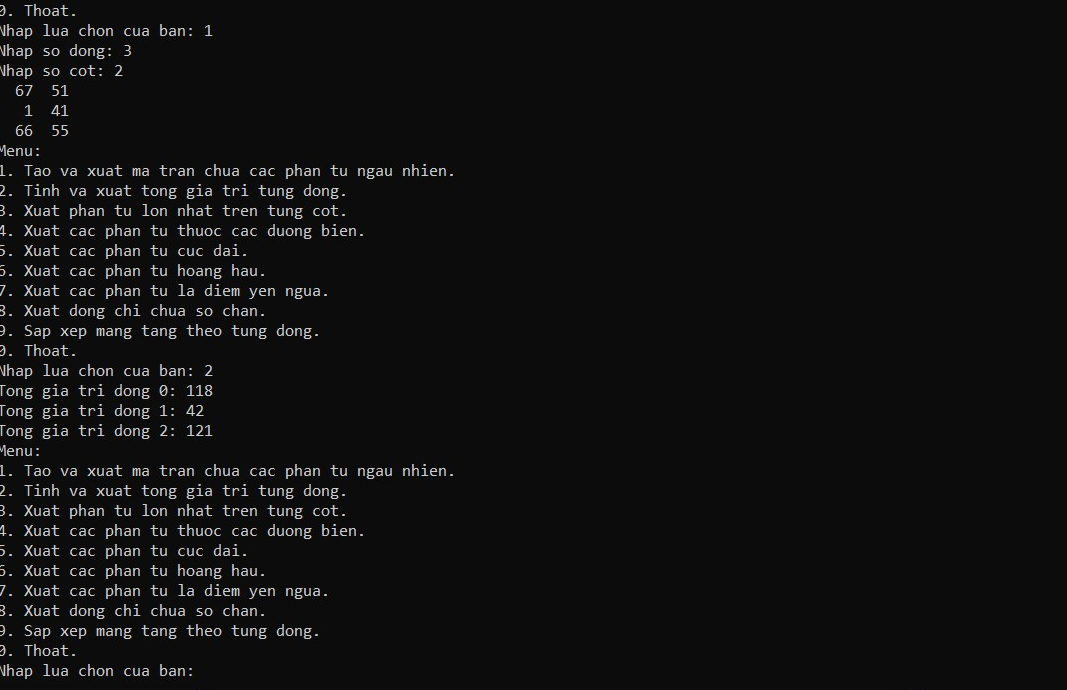 0. Thoat.
Nhap lua chon cua ban: 1
Nhap so dong: 3
Nhap so cot: 2
67 51
1 41
66 55
Menu:
1. Tao va xuat ma tran chua cac phan tu ngau nhien.
2. Tinh va xuat tong gia tri tung dong.
3. Xuat phan tu lon nhat tren tung cot.
4. Xuat cac phan tu thuoc cac duong bien.
5. Xuat cac phan tu cuc dai.
6. Xuat cac phan tu hoang hau.
7. Xuat cac phan tu la diem yen ngua.
8. Xuat dong chi chua so chan.
9. Sap xep mang tang theo tung dong.
0. Thoat.
Nhap lua chon cua ban: 2
Tong gia tri dong 0: 118
Tong gia tri dong 1: 42
Tong gia tri dong 2: 121
Menu:
1. Tao va xuat ma tran chua cac phan tu ngau nhien.
2. Tinh va xuat tong gia tri tung dong.
3. Xuat phan tu lon nhat tren tung cot.
4. Xuat cac phan tu thuoc cac duong bien.
5. Xuat cac phan tu cuc dai.
6. Xuat cac phan tu hoang hau.
7. Xuat cac phan tu la diem yen ngua.
8. Xuat dong chi chua so chan.
9. Sap xep mang tang theo tung dong.
0. Thoat.
Nhap lua chon cua ban: